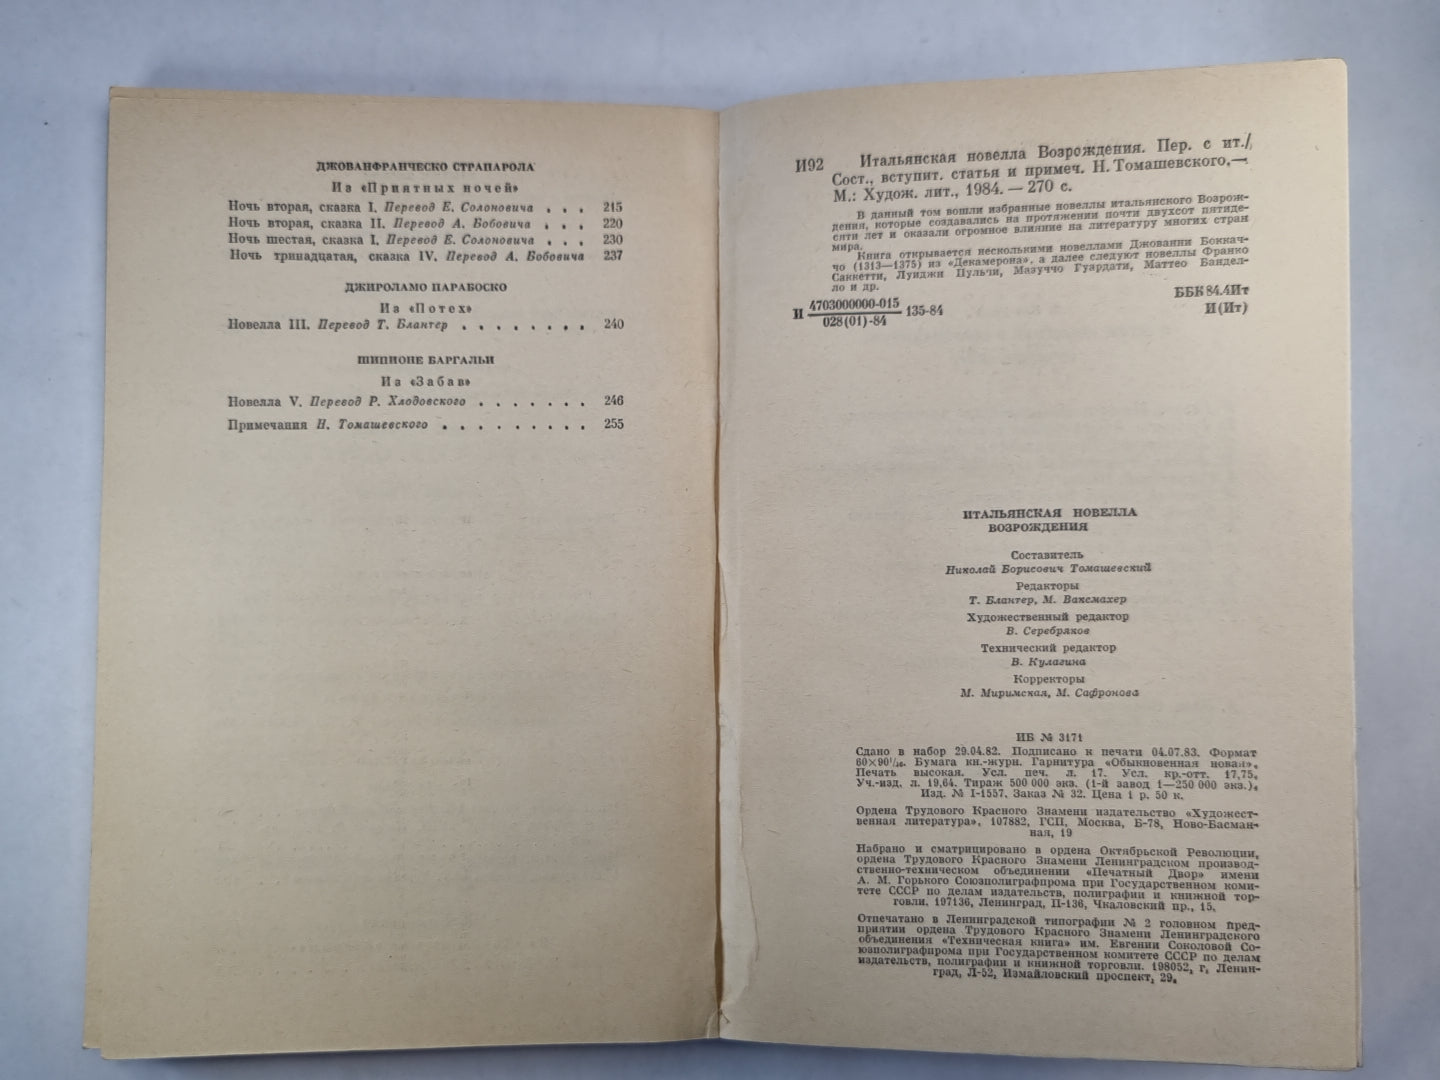 ДЖОВАНФРАНЧЕСКО СТРАПАРОЛА
Из «Приятных ночей»
Ночь вторая, сказка I. Перевод Е. Солоновича . . . 215
Ночь вторая, сказка II. Перевод А. Бобовича . . . 220
Ночь шестая, сказка I. Перевод Е. Солоновича . . . 230
Ночь тринадцатая, сказка IV. Перевод А. Бобовича 237
ДЖИРОЛАМО ПАРАБОСКО
Из «Потех»
Новелла III. Перевод Т. Блантер . . . . . . . . 240
ШИПИОНЕ БАРГАЛЬИ
Из «Забав»
Новелла V. Перевод Р. Хлодовского . . . . . . . 246
Примечания Н. Томашевского . . . . . . . . . 255
И92 Итальянская новелла Возрождения. Пер. с ит./
Сост., вступит. статья и примеч. Н. Томашевского.—
М.: Худож. лит., 1984. — 270 с.
В данный том вошли избранные новеллы итальянского Возрож-
дения, которые создавались на протяжении почти двухсот пятиде-
сяти лет и оказали огромное влияние на литературу многих стран
мира.
Книга открывается несколькими новеллами Джованни Боккач-
чо (1313—1375) из «Декамерона», а далее следуют новеллы Франко
Саккетти, Луиджи Пульчи, Мазуччо Гуардати, Маттео Бандел-
ло и др.
И 4703000000-015 135-84
028(01)-84
ББК 84.4Ит
И(Ит)
ИТАЛЬЯНСКАЯ НОВЕЛЛА
ВОЗРОЖДЕНИЯ
Составитель
Николай Борисович Томашевский
Редакторы
Т. Блантер, М. Ваксмахер
Художественный редактор
В. Серебряков
Технический редактор
В. Кулагина
Корректоры
М. Миримская, М. Сафронова
ИБ № 3171
Сдано в набор 29.04.82. Подписано к печати 04.07.83. Формат
60×90¹/₁₆. Бумага кн.-журн. Гарнитура «Обыкновенная новая».
Печать высокая. Усл. печ. л. 17. Усл. кр.-отт. 17,75.
Уч.-изд. л. 19,64. Тираж 500 000 экз. (1-й завод 1—250 000 экз.).
Изд. № I-1557. Заказ № 32. Цена 1 р. 50 к.
Ордена Трудового Красного Знамени издательство «Художест-
венная литература», 107882, ГСП, Москва, Б-78, Ново-Басман-
ная, 19
Набрано и сматрицировано в ордена Октябрьской Революции,
ордена Трудового Красного Знамени Ленинградском производ-
ственно-техническом объединении «Печатный Двор» имени
А. М. Горького Союзполиграфпрома при Государственном коми-
тете СССР по делам издательств, полиграфии и книжной тор-
говли. 197136, Ленинград, П-136, Чкаловский пр., 15.
Отпечатано в Ленинградской типографии № 2 головном пред-
приятии ордена Трудового Красного Знамени Ленинградского
объединения «Техническая книга» им. Евгении Соколовой Со-
юзполиграфпрома при Государственном комитете СССР по делам
издательств, полиграфии и книжной торговли. 198052, г. Ленин-
град, Л-52, Измайловский проспект, 29.